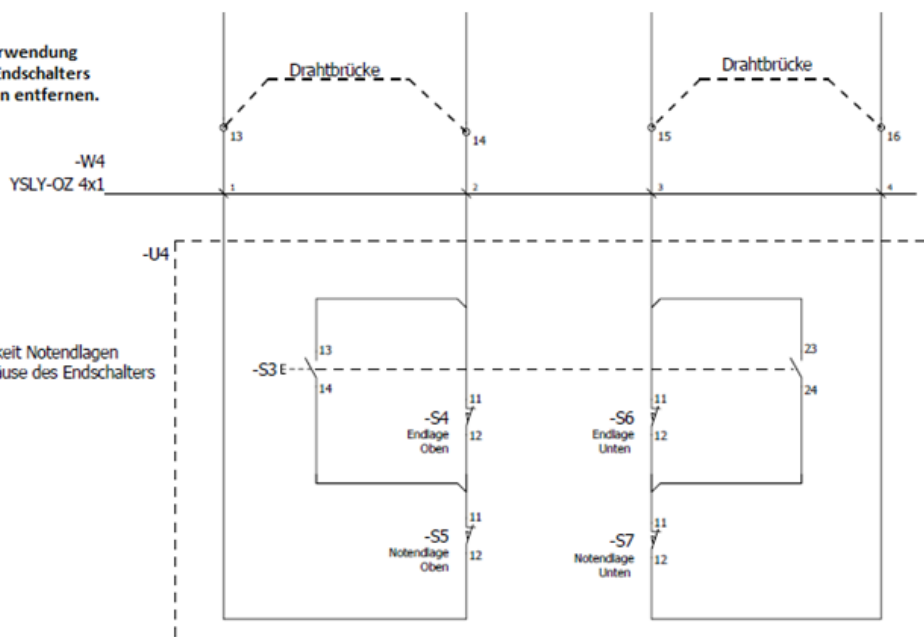 rwendung
Endschalters
n entfernen.
Drahtbrücke
Drahtbrücke
13
14
15
16
-W4
YSLY-OZ 4x1
1
2
3
4
-U4
keit Notendlagen
äuse des Endschalters
-S3
13
14
23
24
-S4
Endlage
Oben
11
12
-S6
Endlage
Unten
11
12
-S5
Notendlage
Oben
11
12
-S7
Notendlage
Unten
11
12